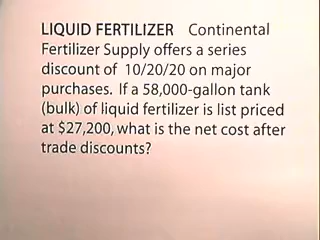 LIQUID FERTILIZER Continental
Fertilizer Supply offers a series
discount of 10/20/20 on major
purchases. If a 58,000-gallon tank
(bulk) of liquid fertilizer is list priced
at $27,200, what is the net cost after
trade discounts?